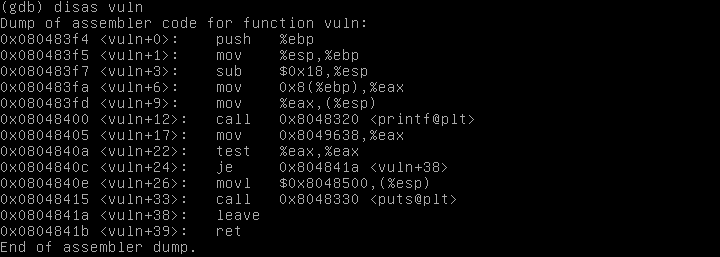 (gdb) disas vuln
Dump of assembler code for function vuln:
0x080483f4 <vuln+0>:    push   %ebp
0x080483f5 <vuln+1>:    mov    %esp,%ebp
0x080483f7 <vuln+3>:    sub    $0x18,%esp
0x080483fa <vuln+6>:    mov    0x8(%ebp),%eax
0x080483fd <vuln+9>:    mov    %eax,(%esp)
0x08048400 <vuln+12>:   call   0x8048320 <printf@plt>
0x08048405 <vuln+17>:   mov    0x8049638,%eax
0x0804840a <vuln+22>:   test   %eax,%eax
0x0804840c <vuln+24>:   je     0x804841a <vuln+38>
0x0804840e <vuln+26>:   movl   $0x8048500,(%esp)
0x08048415 <vuln+33>:   call   0x8048330 <puts@plt>
0x0804841a <vuln+38>:   leave
0x0804841b <vuln+39>:   ret
End of assembler dump.